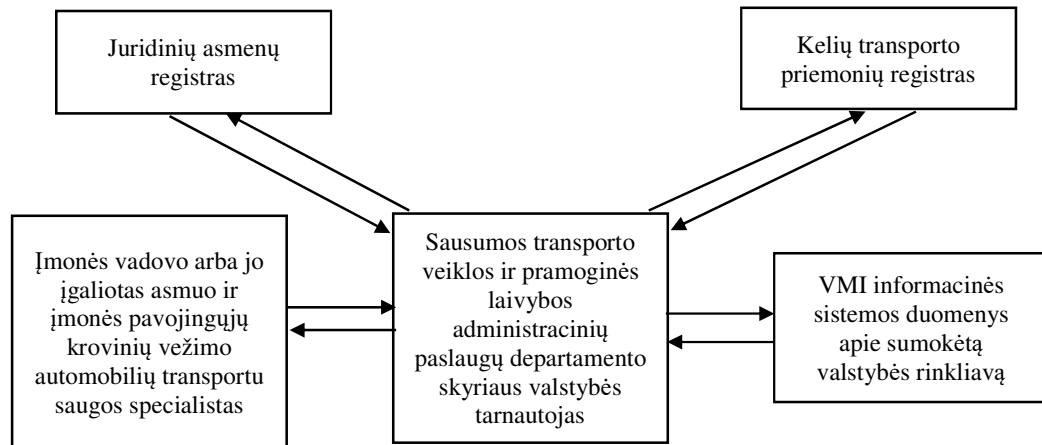 Juridinių asmenų
registras
Kelių transporto
priemonių registras
Įmonės vadovo arba jo
įgaliotas asmuo ir
įmonės pavojingųjų
krovinių vežimo
automobilių transportu
saugos specialistas
Sausumos transporto
veiklos ir pramoginės
laivybos
administracinių
paslaugų departamento
skyriaus valstybės
tarnautojas
VMI informacinės
sistemos duomenys
apie sumokėtą
valstybės rinkliavą